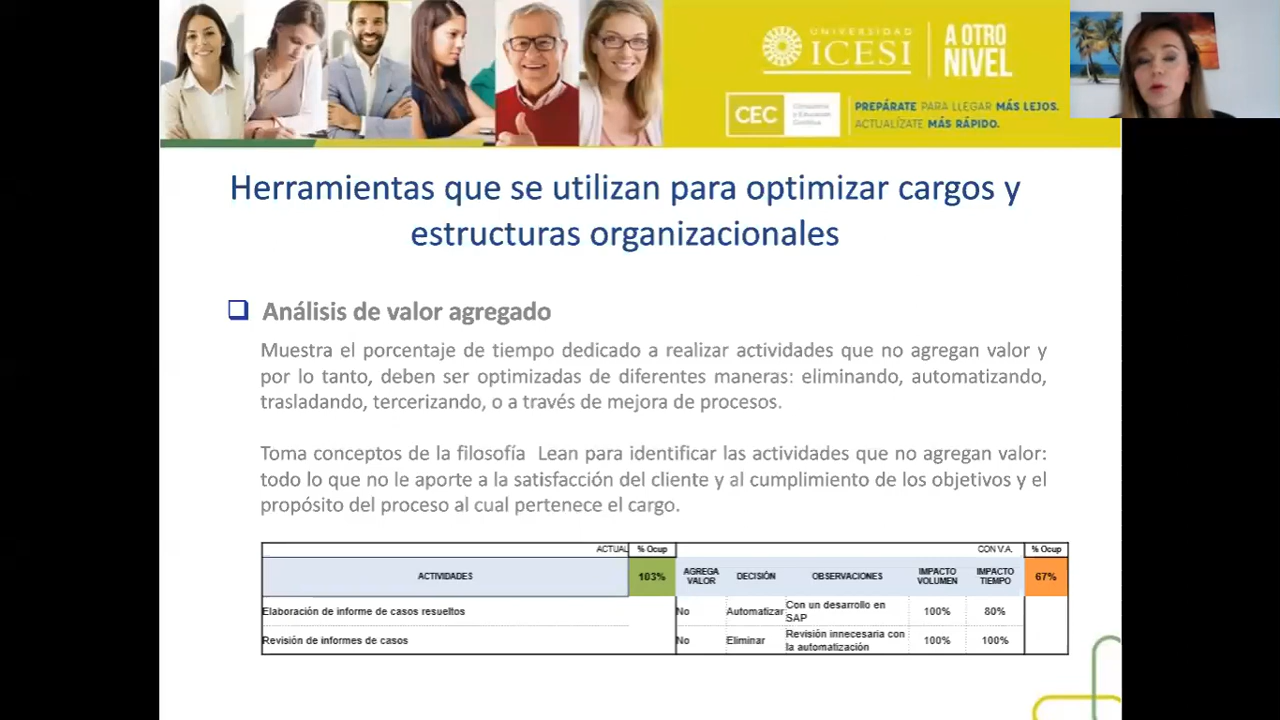 UNIVERSIDAD
ICESI
A OTRO
NIVEL
CEC
Consultoría
y Educación
Continua
PREPÁRATE PARA LLEGAR MÁS LEJOS.
ACTUALÍZATE MÁS RÁPIDO.
Herramientas que se utilizan para optimizar cargos y
estructuras organizacionales
Análisis de valor agregado
Muestra el porcentaje de tiempo dedicado a realizar actividades que no agregan valor y
por lo tanto, deben ser optimizadas de diferentes maneras: eliminando, automatizando,
trasladando, tercerizando, o a través de mejora de procesos.
Toma conceptos de la filosofía Lean para identificar las actividades que no agregan valor:
todo lo que no le aporte a la satisfacción del cliente y al cumplimiento de los objetivos y el
propósito del proceso al cual pertenece el cargo.
ACTUAL % Ocup CON V.A. % Ocup
ACTIVIDADES 103% AGREGA VALOR DECISIÓN OBSERVACIONES IMPACTO VOLUMEN IMPACTO TIEMPO 67%
Elaboración de informe de casos resueltos No Automatizar Con un desarrollo en SAP 100% 80%
Revisión de informes de casos No Eliminar Revisión innecesaria con la automatización 100% 100%